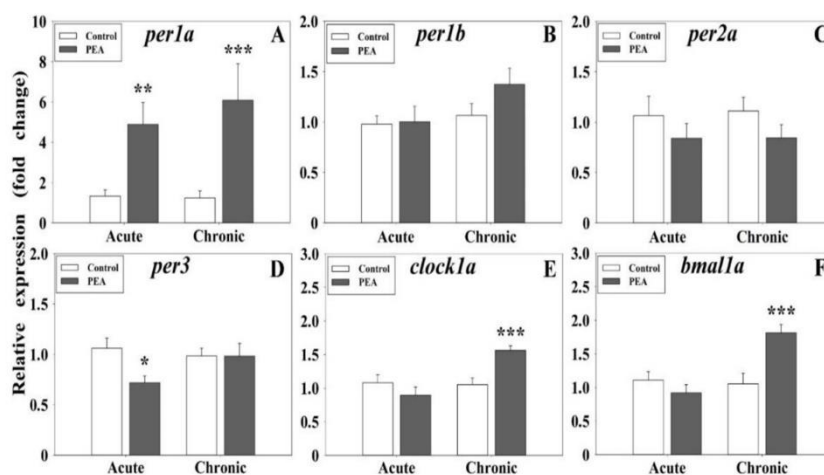 Relative expression (fold change)
per1a
A
Control
PEA
10
8
6
4
2
0
**
***
Acute
Chronic
per1b
B
Control
PEA
2.0
1.5
1.0
0.5
0
Acute
Chronic
per2a
C
Control
PEA
2.0
1.5
1.0
0.5
0
Acute
Chronic
per3
D
Control
PEA
2.0
1.5
1.0
0.5
0
*
Acute
Chronic
clock1a
E
Control
PEA
3.0
2.5
2.0
1.5
1.0
0.5
0
***
Acute
Chronic
bmal1a
F
Control
PEA
3.0
2.5
2.0
1.5
1.0
0.5
0
***
Acute
Chronic